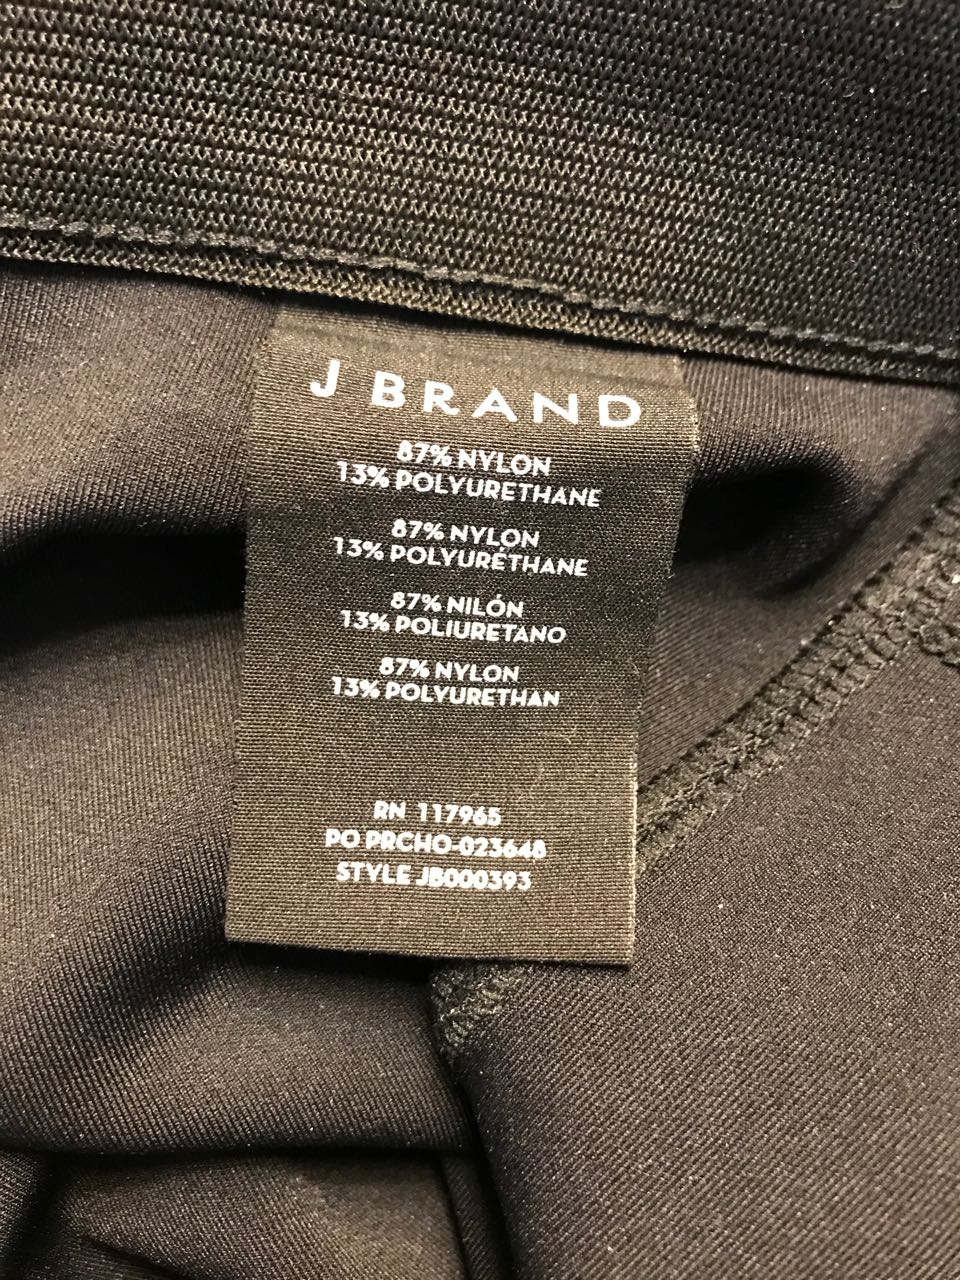 J BRAND
87% NYLON
13% POLYURETHANE
87% NYLON
13% POLYURÉTHANE
87% NILÓN
13% POLIURETANO
87% NYLON
13% POLYURETHAN
RN 117965
PO PRCHO-023648
STYLE JB000393